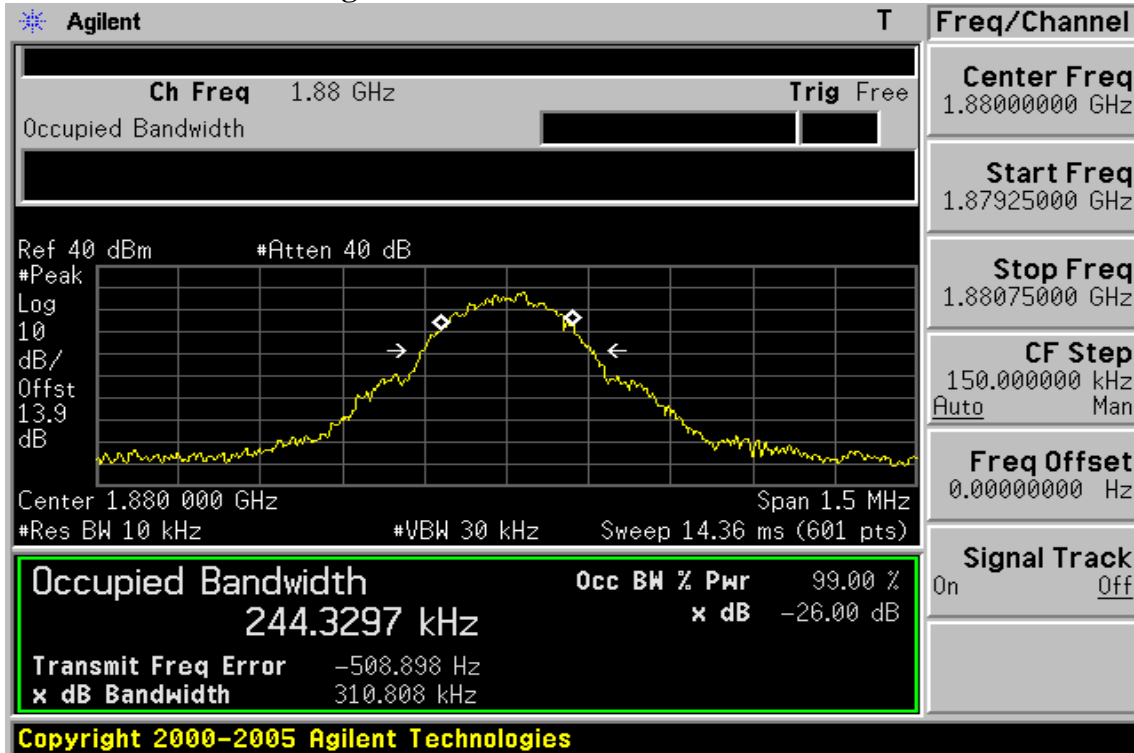 Agilent T Freq/Channel
Ch Freq 1.88 GHz Trig Free
Occupied Bandwidth
Center Freq
1.88000000 GHz
Start Freq
1.87925000 GHz
Stop Freq
1.88075000 GHz
CF Step
150.000000 kHz
Auto Man
Freq Offset
0.00000000 Hz
Signal Track
On Off
Ref 40 dBm #Atten 40 dB
#Peak
Log
10
dB/
Offst
13.9
dB
Center 1.880 000 GHz Span 1.5 MHz
#Res BW 10 kHz #VBW 30 kHz Sweep 14.36 ms (601 pts)
Occupied Bandwidth Occ BW % Pwr 99.00 %
244.3297 kHz x dB -26.00 dB
Transmit Freq Error -508.898 Hz
x dB Bandwidth 310.808 kHz
Copyright 2000-2005 Agilent Technologies